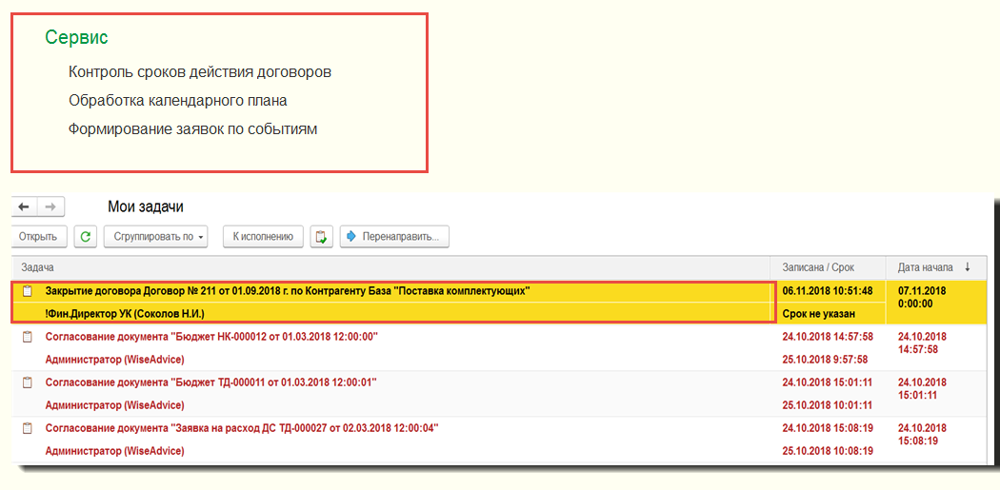 Сервис
Контроль сроков действия договоров
Обработка календарного плана
Формирование заявок по событиям
Мои задачи
Открыть Сгруппировать по К исполнению Перенаправить...
Задача Записана / Срок Дата начала ↓
Закрытие договора Договор № 211 от 01.09.2018 г. по Контрагенту База "Поставка комплектующих" 06.11.2018 10:51:48 07.11.2018
0:00:00
!Фин.Директор УК (Соколов Н.И.) Срок не указан
Согласование документа "Бюджет НК-000012 от 01.03.2018 12:00:00" 24.10.2018 14:57:58 24.10.2018
14:57:58
Администратор (WiseAdvice) 25.10.2018 9:57:58
Согласование документа "Бюджет ТД-000011 от 01.03.2018 12:00:01" 24.10.2018 15:01:11 24.10.2018
15:01:11
Администратор (WiseAdvice) 25.10.2018 10:01:11
Согласование документа "Заявка на расход ДС ТД-000027 от 02.03.2018 12:00:04" 24.10.2018 15:08:19 24.10.2018
15:08:19
Администратор (WiseAdvice) 25.10.2018 10:08:19